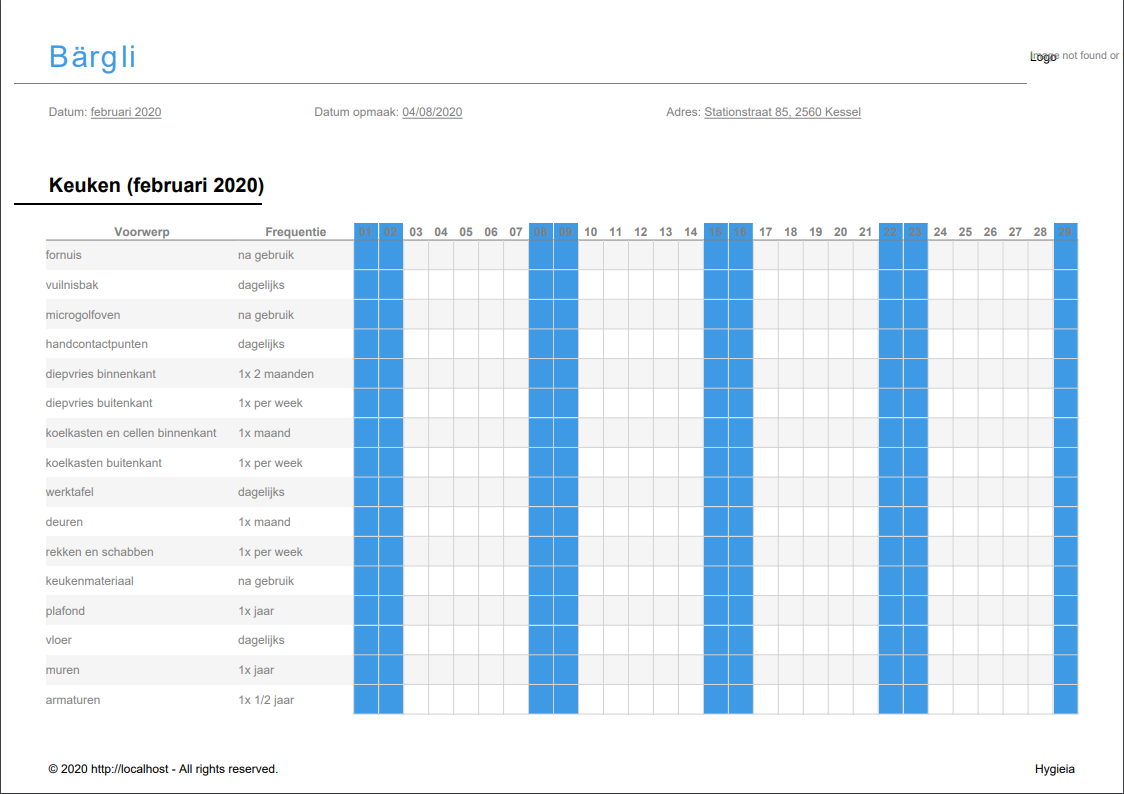 Bärgli
Logo
Image not found or
Datum: februari 2020 Datum opmaak: 04/08/2020 Adres: Stationstraat 85, 2560 Kessel
Keuken (februari 2020)
Voorwerp Frequentie 01 02 03 04 05 06 07 08 09 10 11 12 13 14 15 16 17 18 19 20 21 22 23 24 25 26 27 28 29
fornuis na gebruik
vuilnisbak dagelijks
microgolfoven na gebruik
handcontactpunten dagelijks
diepvries binnenkant 1x 2 maanden
diepvries buitenkant 1x per week
koelkasten en cellen binnenkant 1x maand
koelkasten buitenkant 1x per week
werktafel dagelijks
deuren 1x maand
rekken en schabben 1x per week
keukenmateriaal na gebruik
plafond 1x jaar
vloer dagelijks
muren 1x jaar
armaturen 1x 1/2 jaar
© 2020 http://localhost - All rights reserved. Hygieia